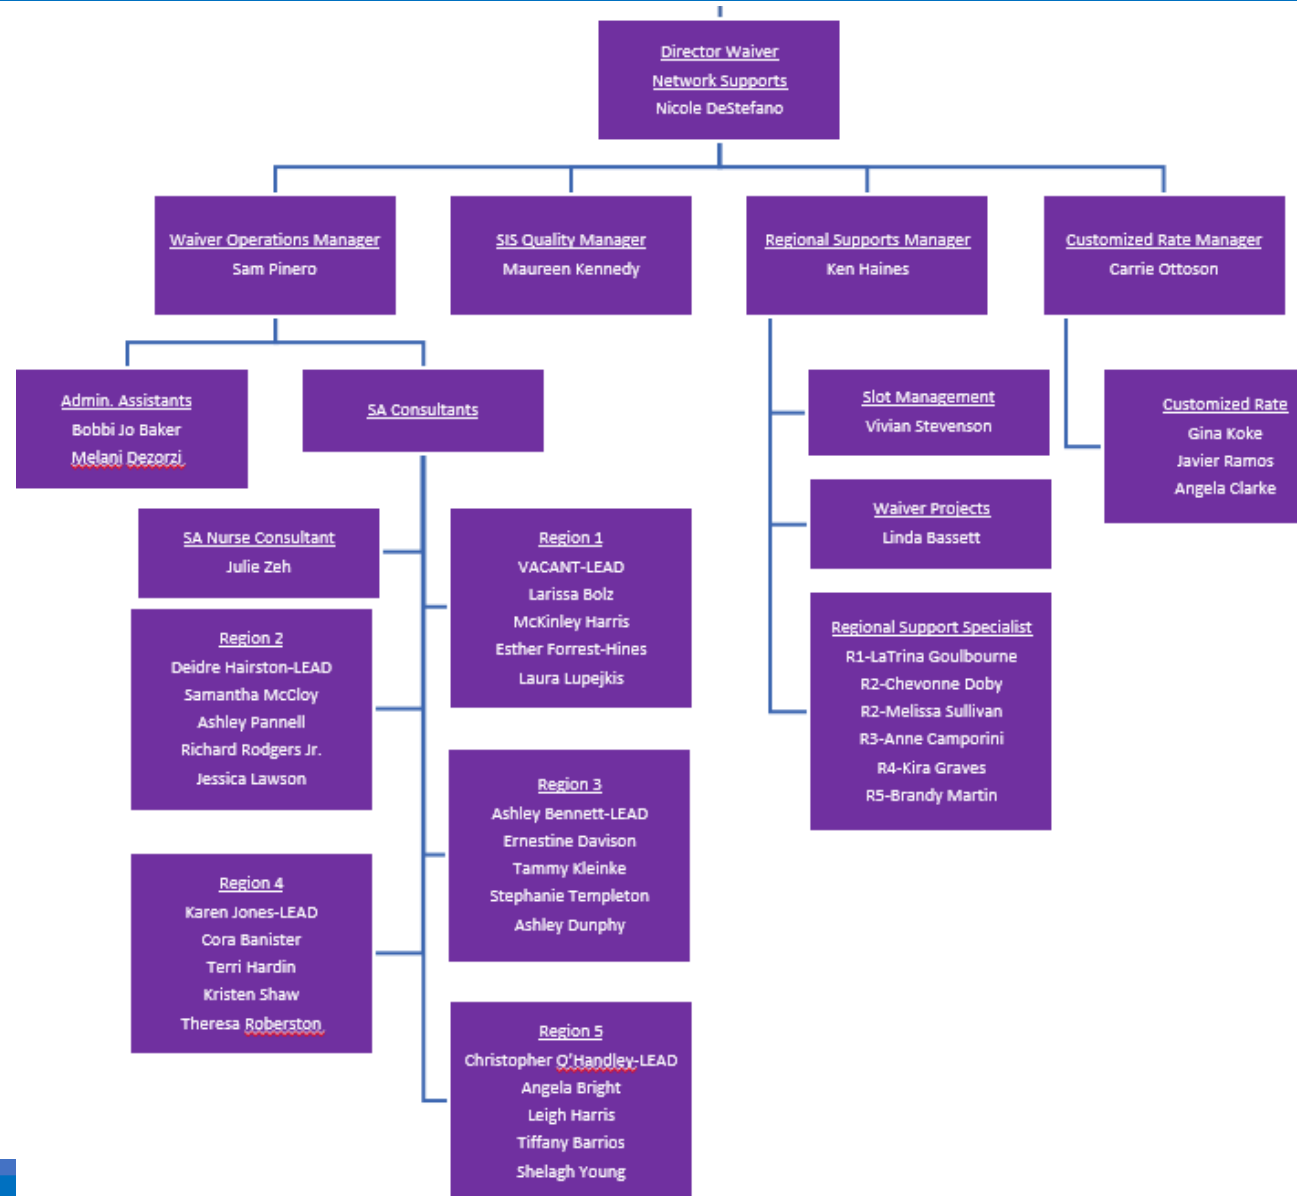 Director Waiver
Network Supports
Nicole DeStefano
Waiver Operations Manager
Sam Pinero
SIS Quality Manager
Maureen Kennedy
Regional Supports Manager
Ken Haines
Customized Rate Manager
Carrie Ottoson
Admin. Assistants
Bobbi Jo Baker
Melani Dezorzi
SA Consultants
Slot Management
Vivian Stevenson
Customized Rate
Gina Koke
Javier Ramos
Angela Clarke
Waiver Projects
Linda Bassett
SA Nurse Consultant
Julie Zeh
Region 1
VACANT-LEAD
Larissa Bolz
McKinley Harris
Esther Forrest-Hines
Laura Lupejkis
Regional Support Specialist
R1-LaTrina Goulbourne
R2-Chevonne Doby
R2-Melissa Sullivan
R3-Anne Camporini
R4-Kira Graves
R5-Brandy Martin
Region 2
Deidre Hairston-LEAD
Samantha McCloy
Ashley Pannell
Richard Rodgers Jr.
Jessica Lawson
Region 3
Ashley Bennett-LEAD
Ernestine Davison
Tammy Kleinke
Stephanie Templeton
Ashley Dunphy
Region 4
Karen Jones-LEAD
Cora Banister
Terri Hardin
Kristen Shaw
Theresa Roberston
Region 5
Christopher O'Handley-LEAD
Angela Bright
Leigh Harris
Tiffany Barrios
Shelagh Young